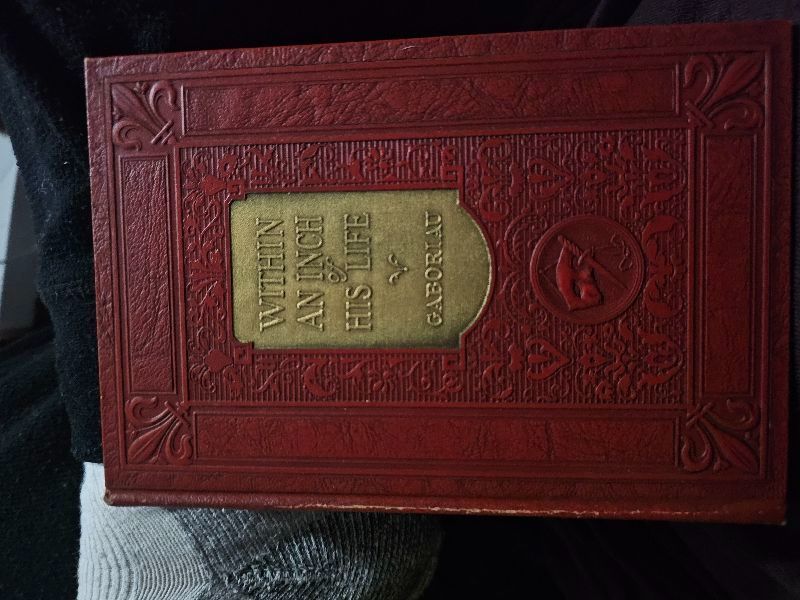 WITHIN
AN INCH
of
HIS LIFE
GABORIAU